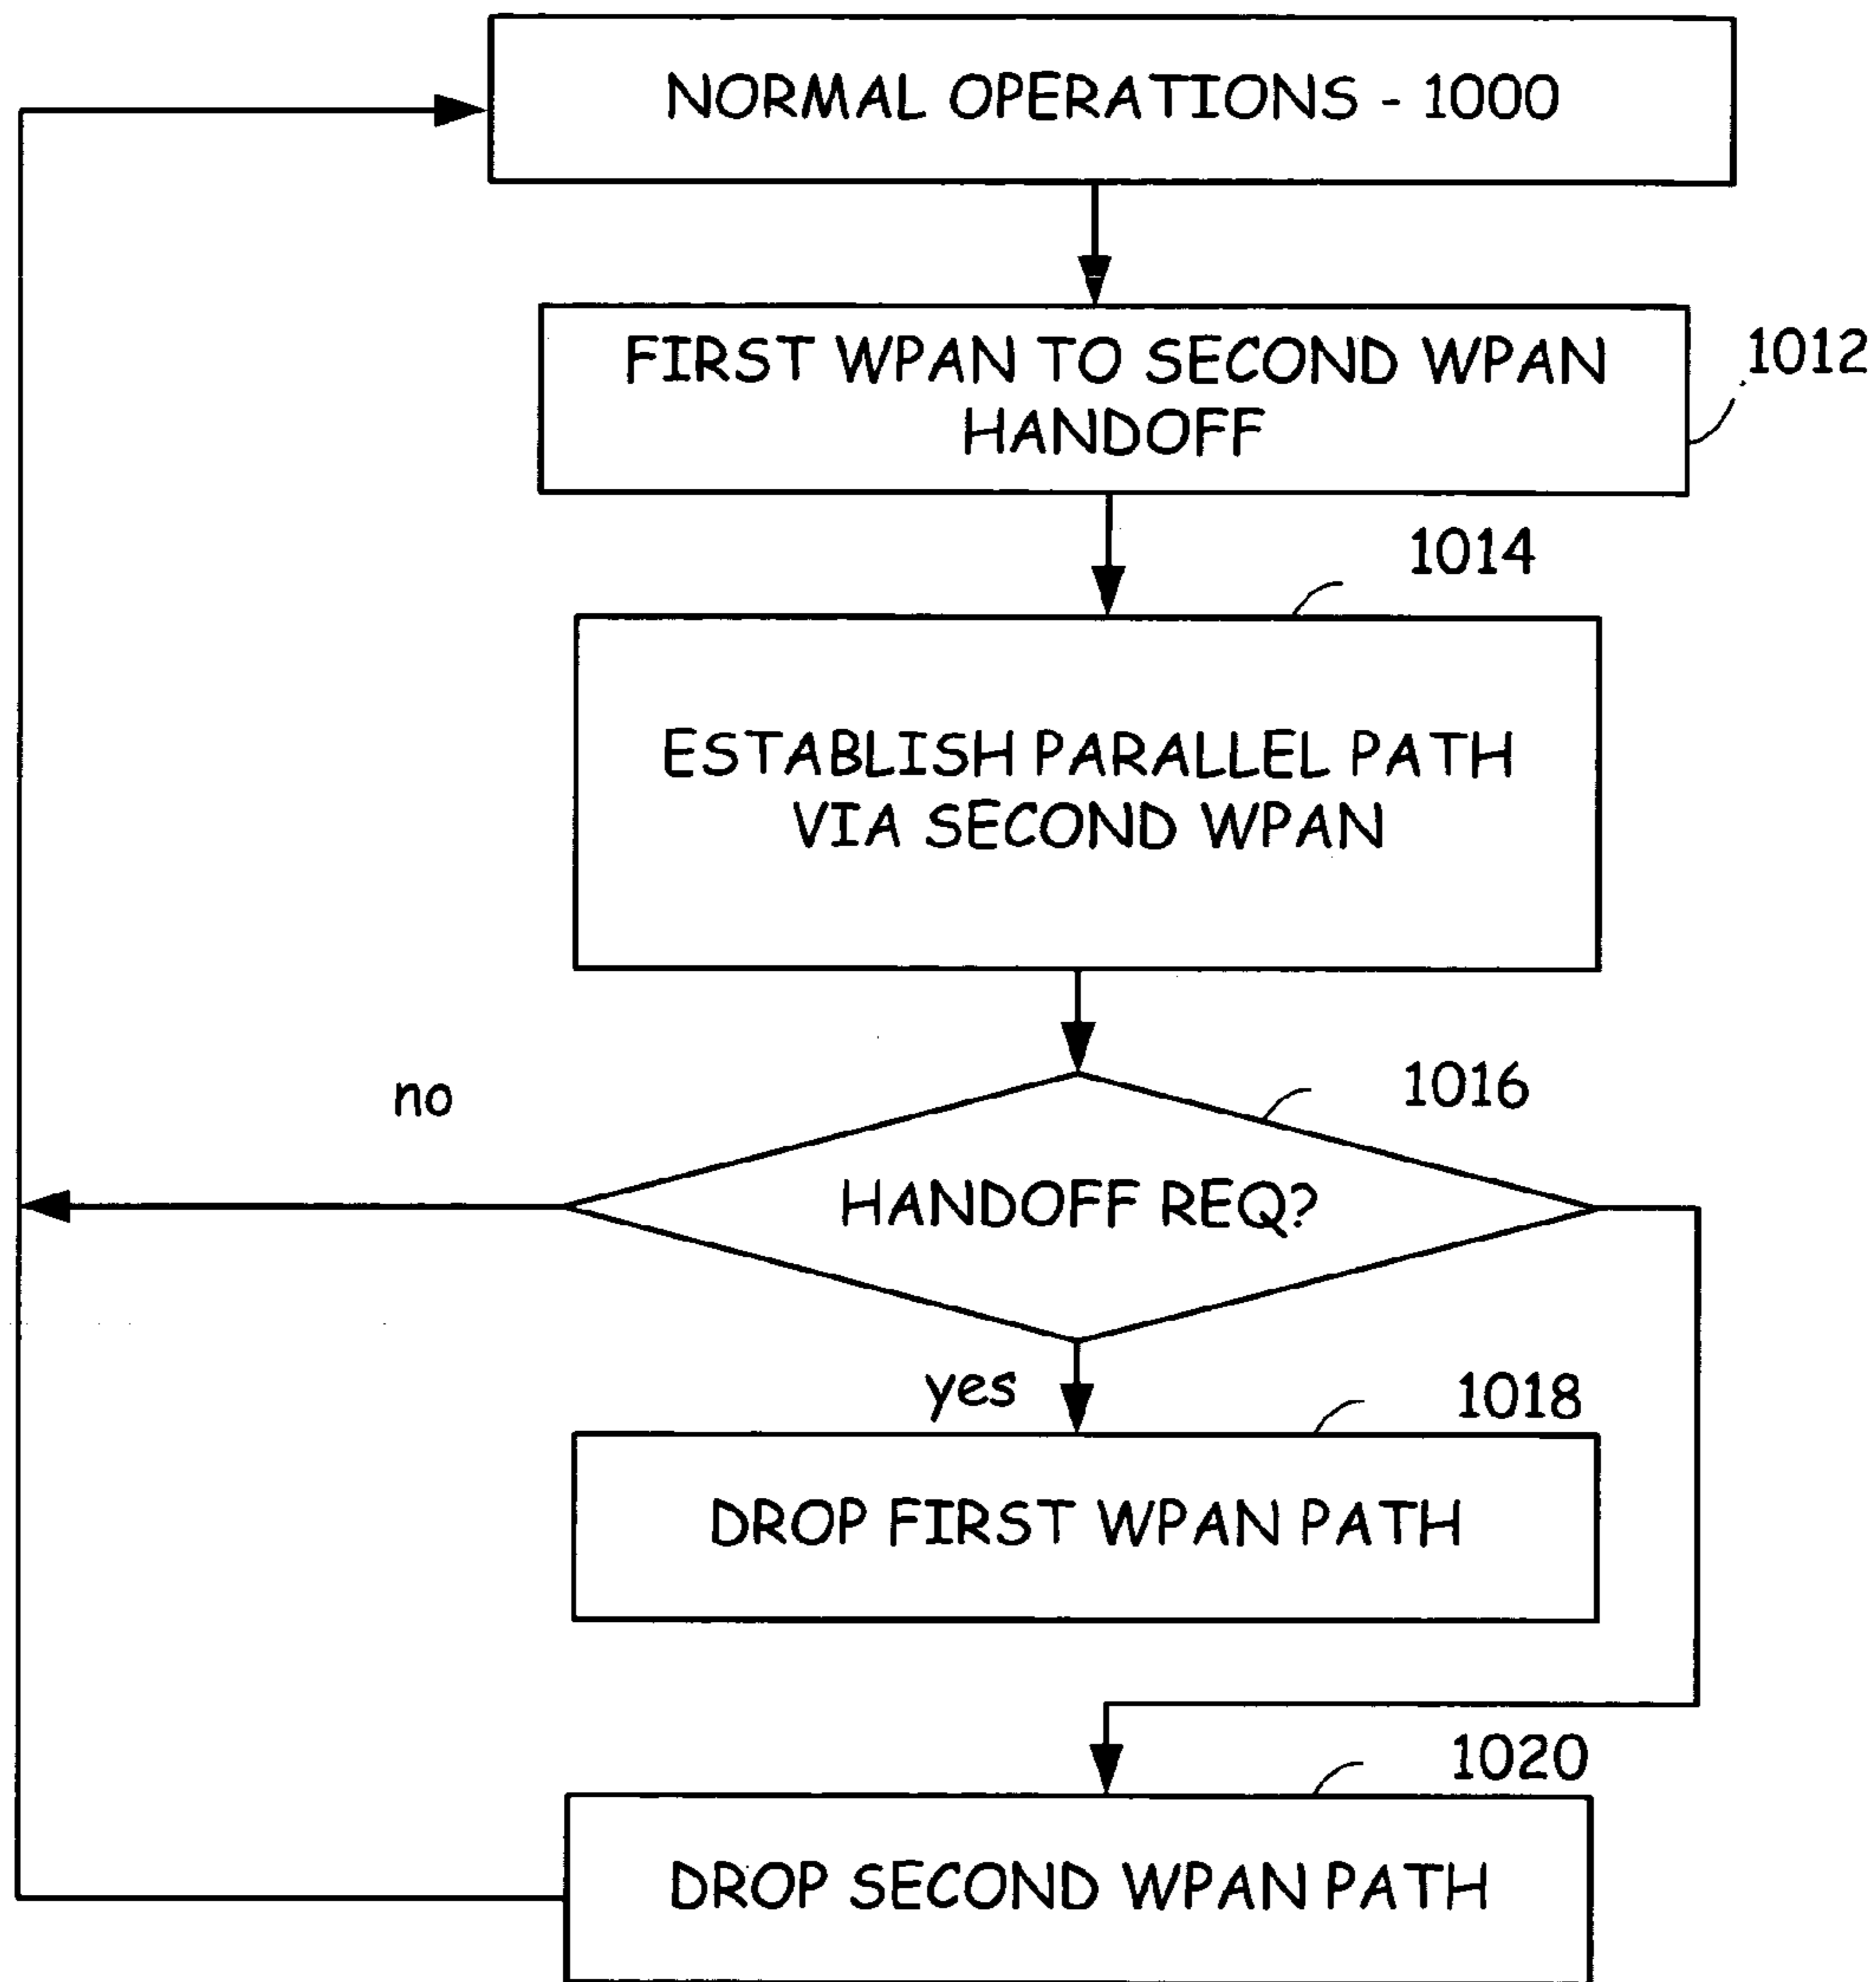 NORMAL OPERATIONS - 1000
FIRST WPAN TO SECOND WPAN
HANDOFF
1012
1014
ESTABLISH PARALLEL PATH
VIA SECOND WPAN
no
1016
HANDOFF REQ?
yes
1018
DROP FIRST WPAN PATH
1020
DROP SECOND WPAN PATH